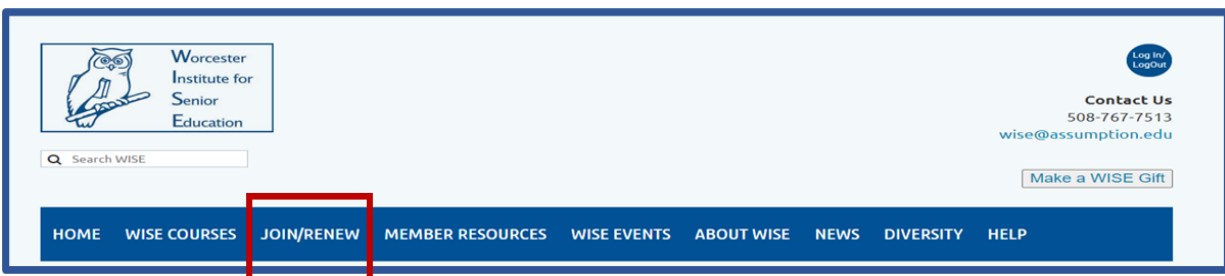 Worcester
Institute for
Senior
Education
Search WISE
Log In/
LogOut
Contact Us
508-767-7513
wise@assumption.edu
Make a WISE Gift
HOME WISE COURSES JOIN/RENEW MEMBER RESOURCES WISE EVENTS ABOUT WISE NEWS DIVERSITY HELP